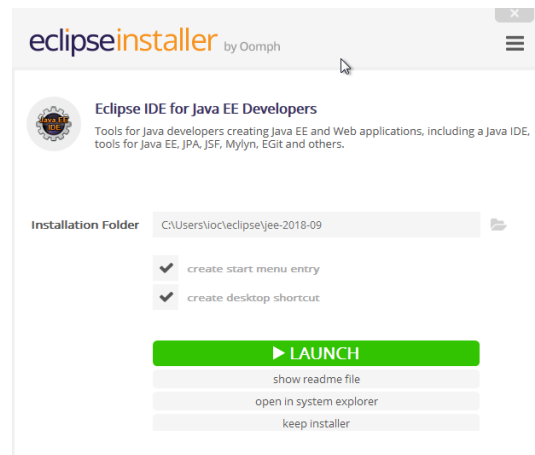 eclipseinstaller by Oomph
Java EE
IDE
Eclipse IDE for Java EE Developers
Tools for Java developers creating Java EE and Web applications, including a Java IDE,
tools for Java EE, JPA, JSF, Mylyn, EGit and others.
Installation Folder C:\Users\ioc\eclipse\jee-2018-09
create start menu entry
create desktop shortcut
LAUNCH
show readme file
open in system explorer
keep installer